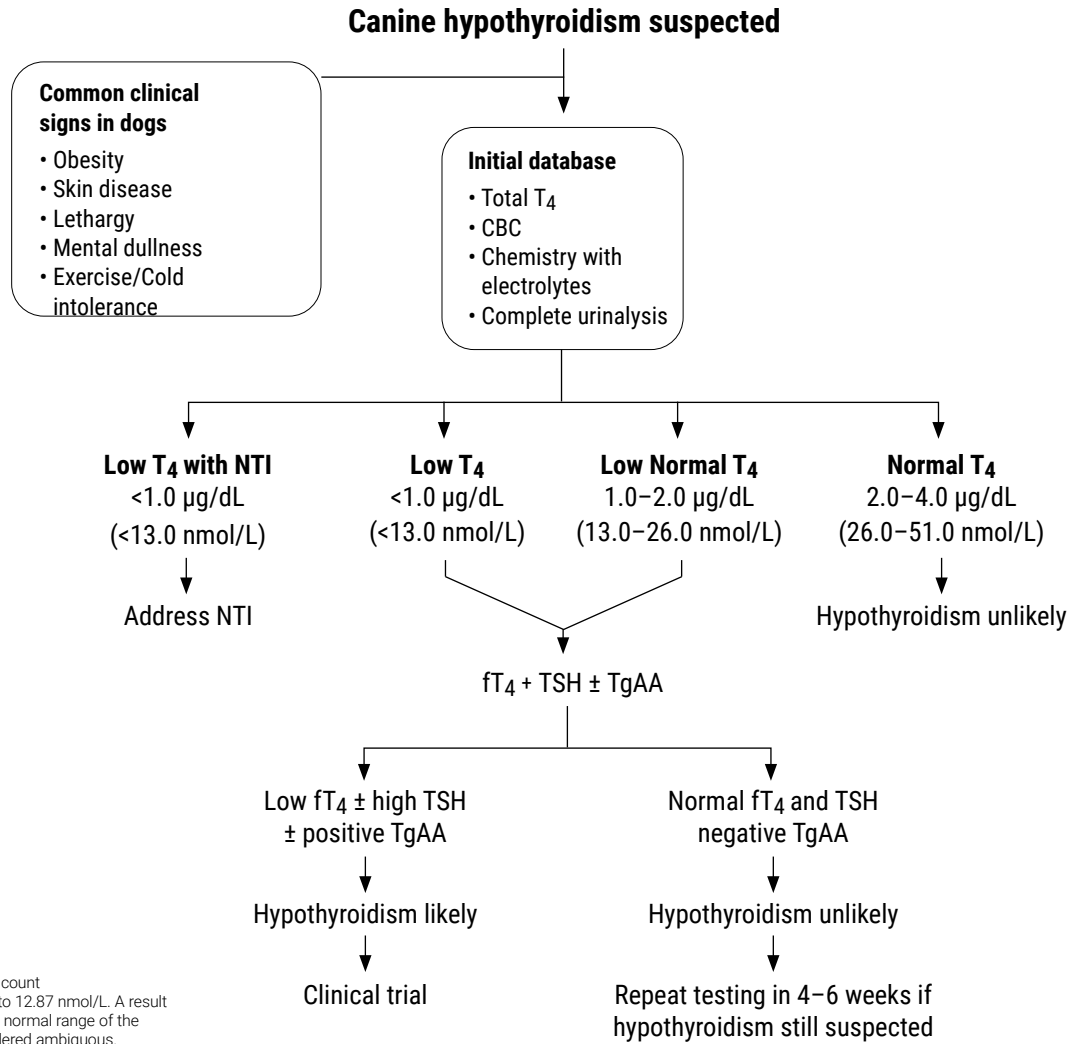 Canine hypothyroidism suspected
Common clinical
signs in dogs
• Obesity
• Skin disease
• Lethargy
• Mental dullness
• Exercise/Cold
intolerance
Initial database
• Total T4
• CBC
• Chemistry with
electrolytes
• Complete urinalysis
Low T4 with NTI
<1.0 µg/dL
(<13.0 nmol/L)
Address NTI
Low T4
<1.0 µg/dL
(<13.0 nmol/L)
Low Normal T4
1.0–2.0 µg/dL
(13.0–26.0 nmol/L)
Normal T4
2.0–4.0 µg/dL
(26.0–51.0 nmol/L)
Hypothyroidism unlikely
fT4 + TSH ± TgAA
Low fT4 ± high TSH
± positive TgAA
Hypothyroidism likely
Clinical trial
Normal fT4 and TSH
negative TgAA
Hypothyroidism unlikely
Repeat testing in 4–6 weeks if
hypothyroidism still suspected
count
to 12.87 nmol/L. A result
normal range of the
dered ambiguous.